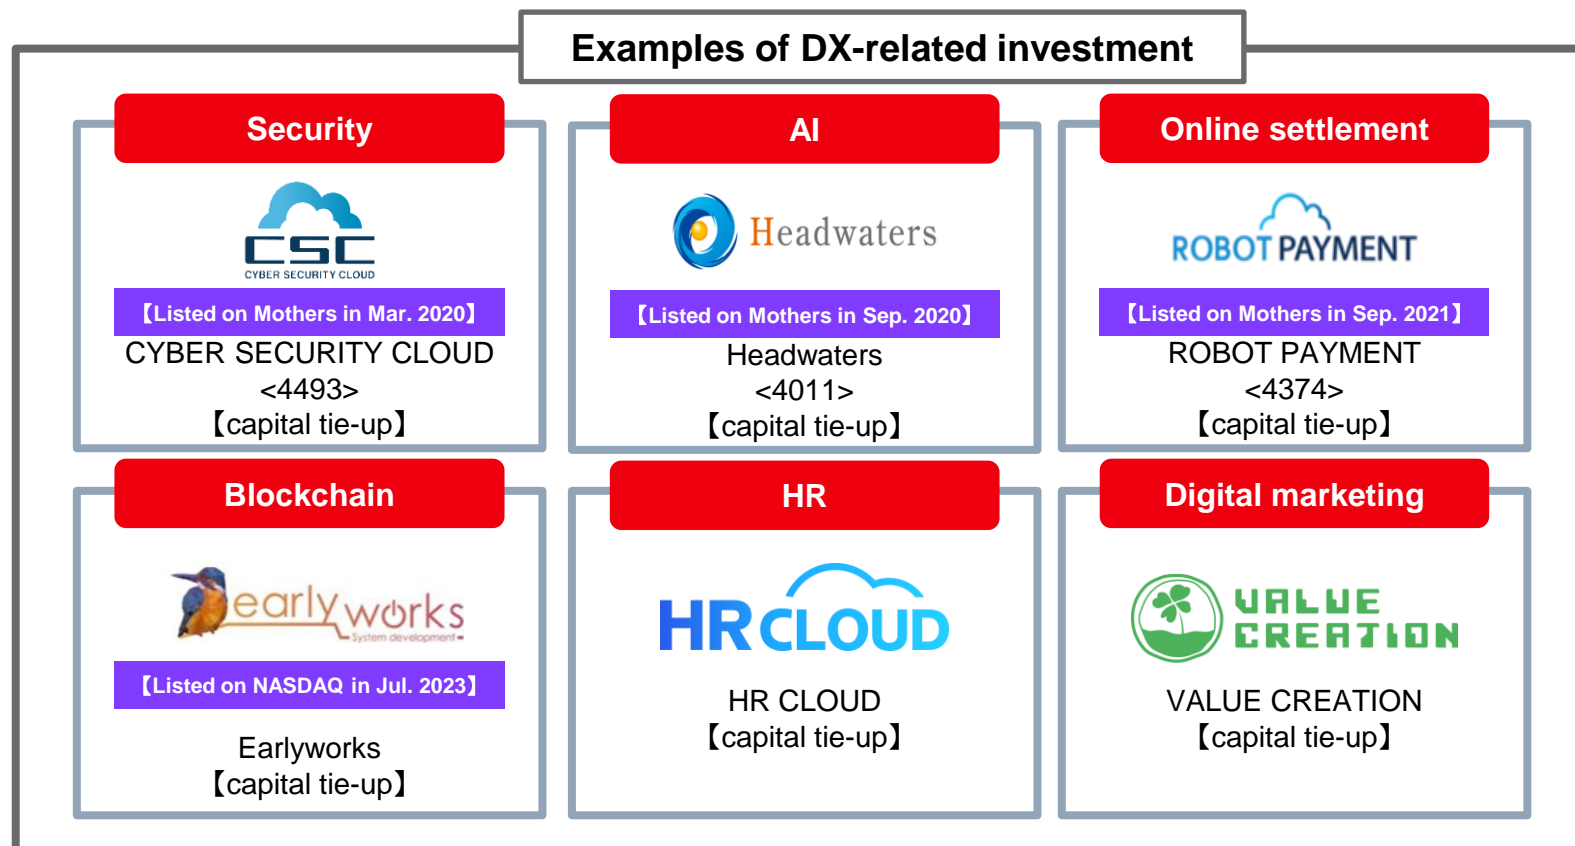 Examples of DX-related investment
Security
CSC
CYBER SECURITY CLOUD
【Listed on Mothers in Mar. 2020】
CYBER SECURITY CLOUD
<4493>
【capital tie-up】
AI
Headwaters
【Listed on Mothers in Sep. 2020】
Headwaters
<4011>
【capital tie-up】
Online settlement
ROBOT PAYMENT
【Listed on Mothers in Sep. 2021】
ROBOT PAYMENT
<4374>
【capital tie-up】
Blockchain
early works
System development
【Listed on NASDAQ in Jul. 2023】
Earlyworks
【capital tie-up】
HR
HR CLOUD
HR CLOUD
【capital tie-up】
Digital marketing
VALUE
CREATION
VALUE CREATION
【capital tie-up】